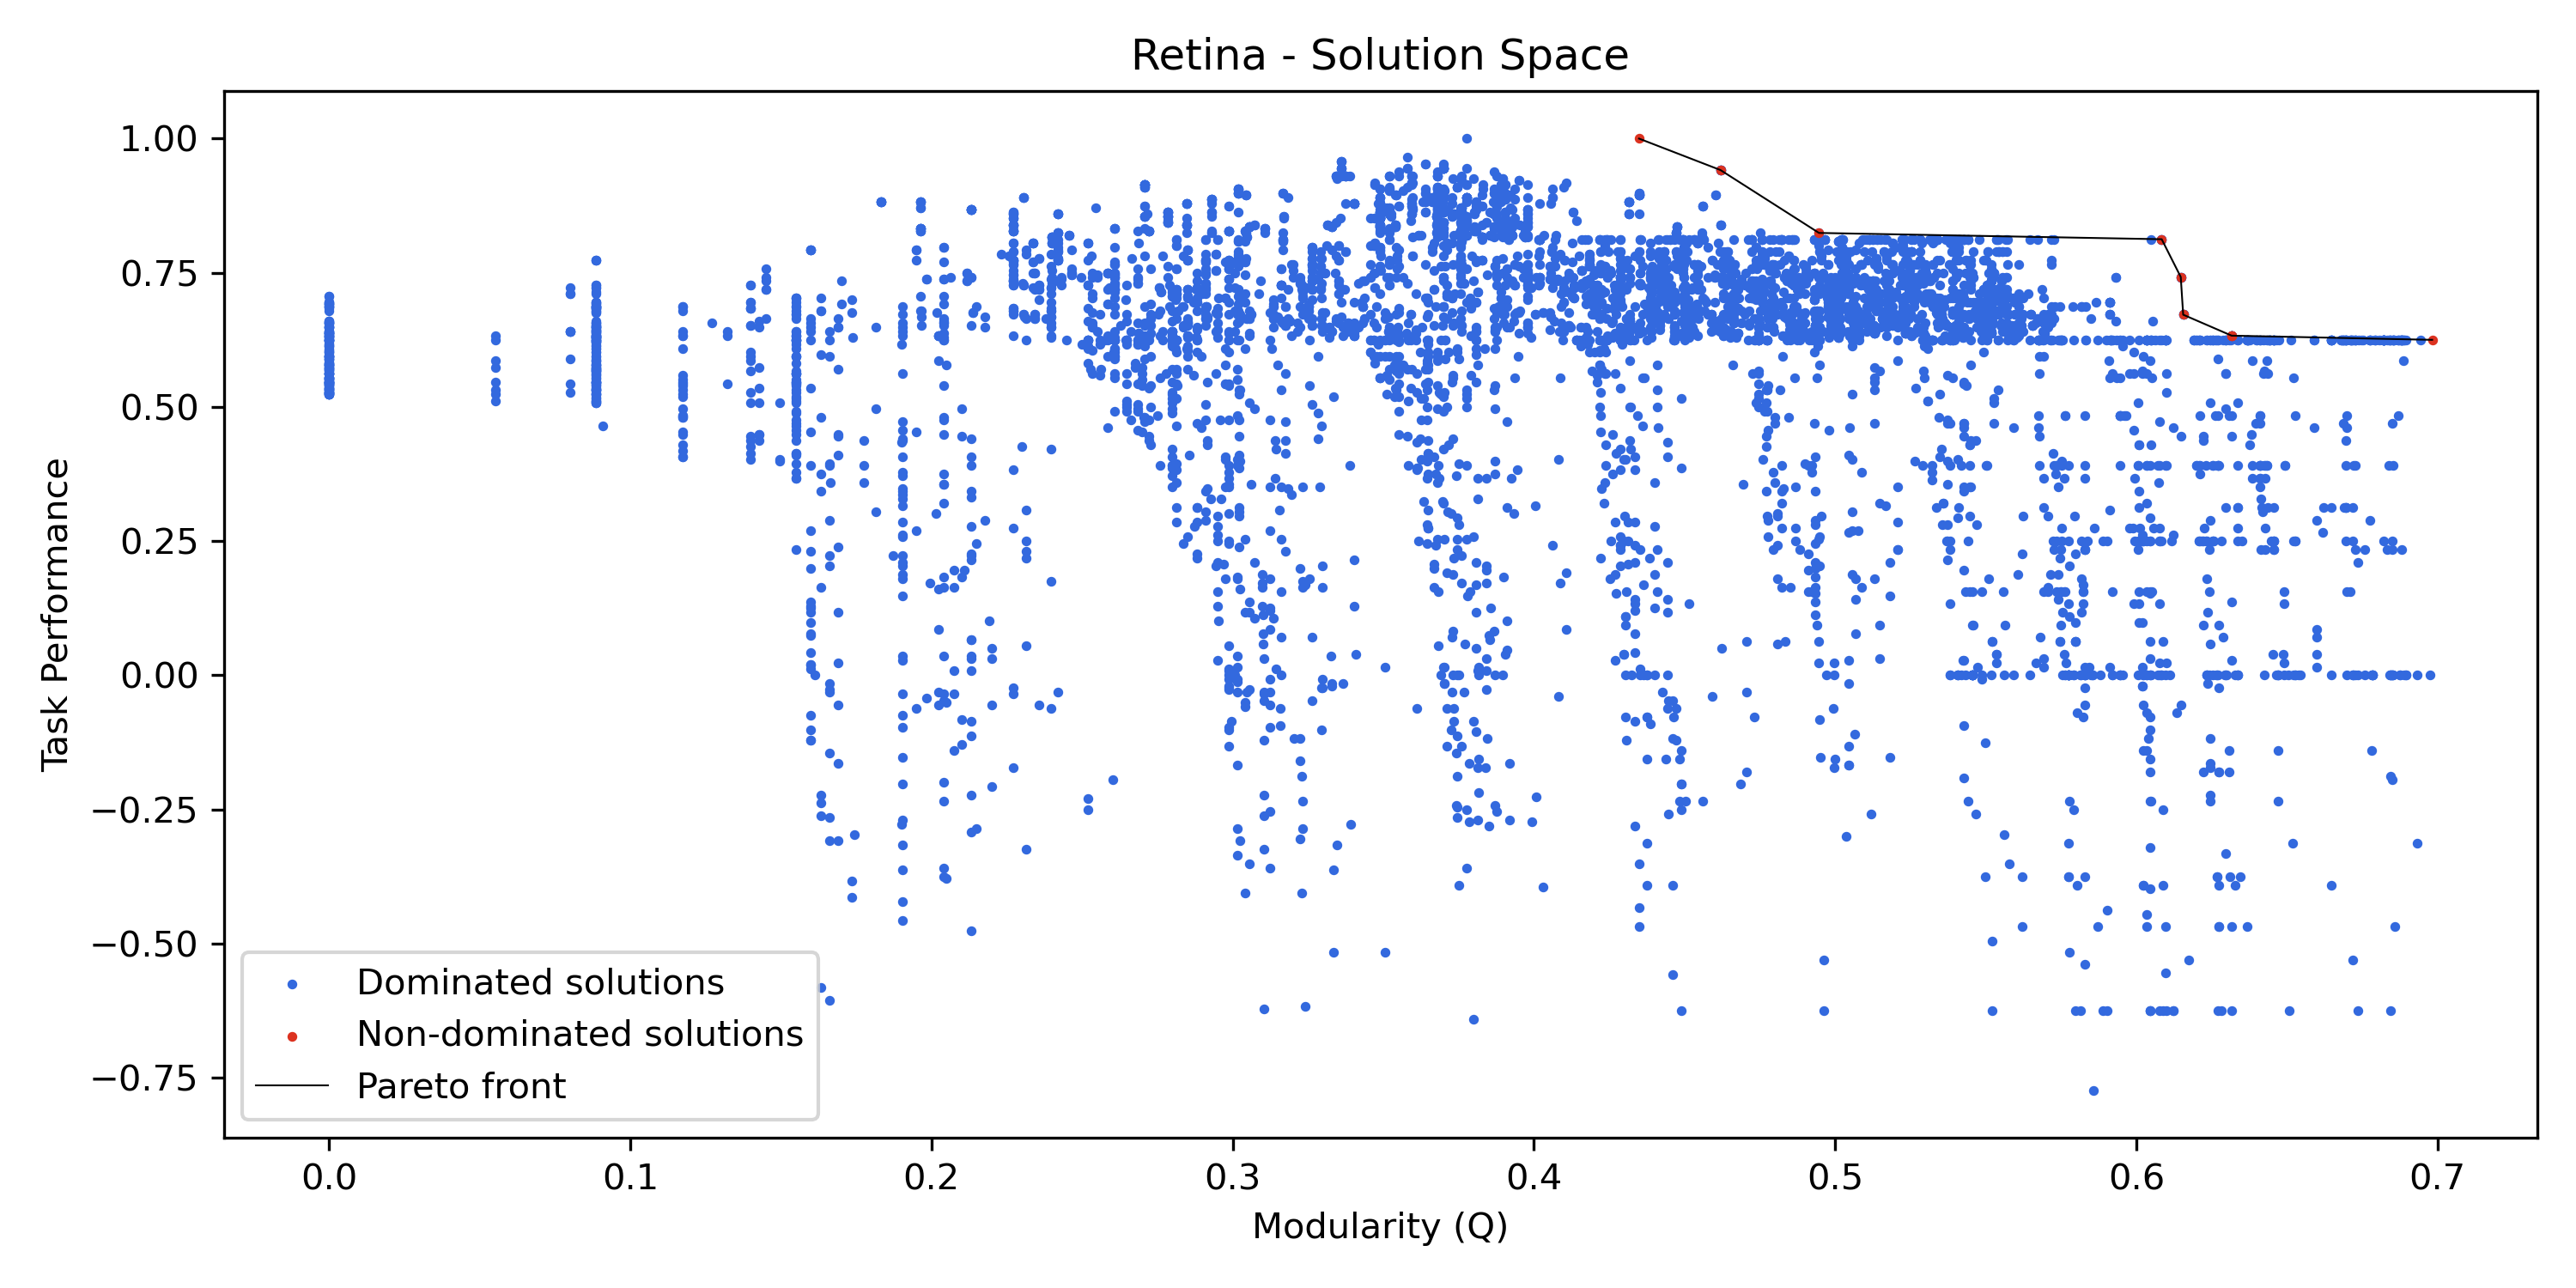 Retina - Solution Space
1.00
0.75
0.50
0.25
0.00
−0.25
−0.50
−0.75
Task Performance
Dominated solutions
Non-dominated solutions
Pareto front
0.0 0.1 0.2 0.3 0.4 0.5 0.6 0.7
Modularity (Q)